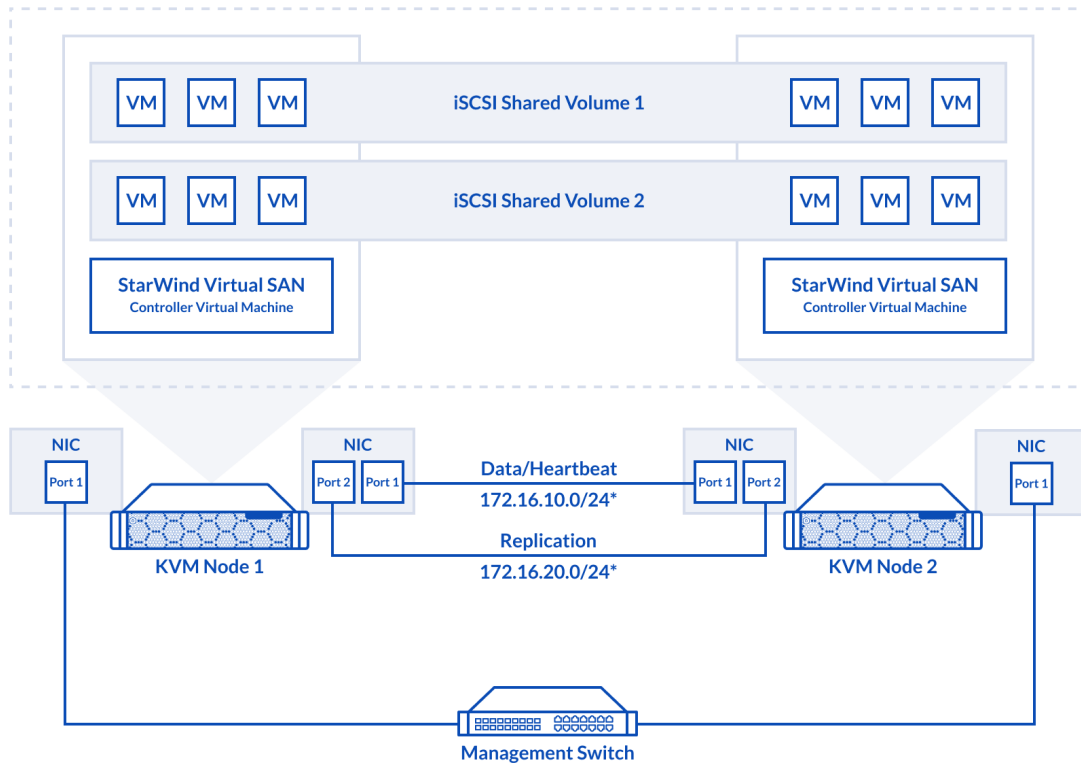 VM VM VM iSCSI Shared Volume 1 VM VM VM
VM VM VM iSCSI Shared Volume 2 VM VM VM
StarWind Virtual SAN
Controller Virtual Machine
StarWind Virtual SAN
Controller Virtual Machine
NIC
Port 1
NIC
Port 2 Port 1
Data/Heartbeat
172.16.10.0/24*
Replication
172.16.20.0/24*
NIC
Port 1 Port 2
NIC
Port 1
KVM Node 1
KVM Node 2
Management Switch